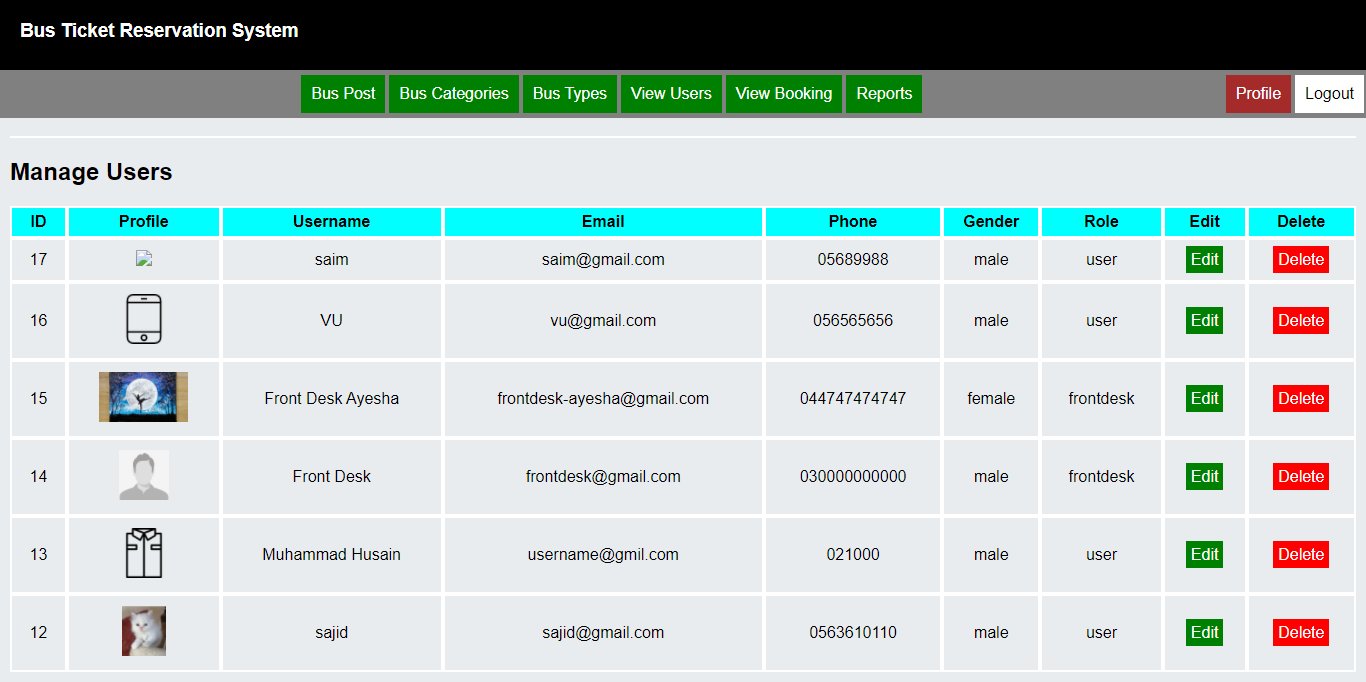 Bus Ticket Reservation System
Bus Post Bus Categories Bus Types View Users View Booking Reports Profile Logout
Manage Users
ID Profile Username Email Phone Gender Role Edit Delete
17 saim saim@gmail.com 05689988 male user Edit Delete
16 VU vu@gmail.com 056565656 male user Edit Delete
15 Front Desk Ayesha frontdesk-ayesha@gmail.com 044747474747 female frontdesk Edit Delete
14 Front Desk frontdesk@gmail.com 030000000000 male frontdesk Edit Delete
13 Muhammad Husain username@gmil.com 021000 male user Edit Delete
12 sajid sajid@gmail.com 0563610110 male user Edit Delete